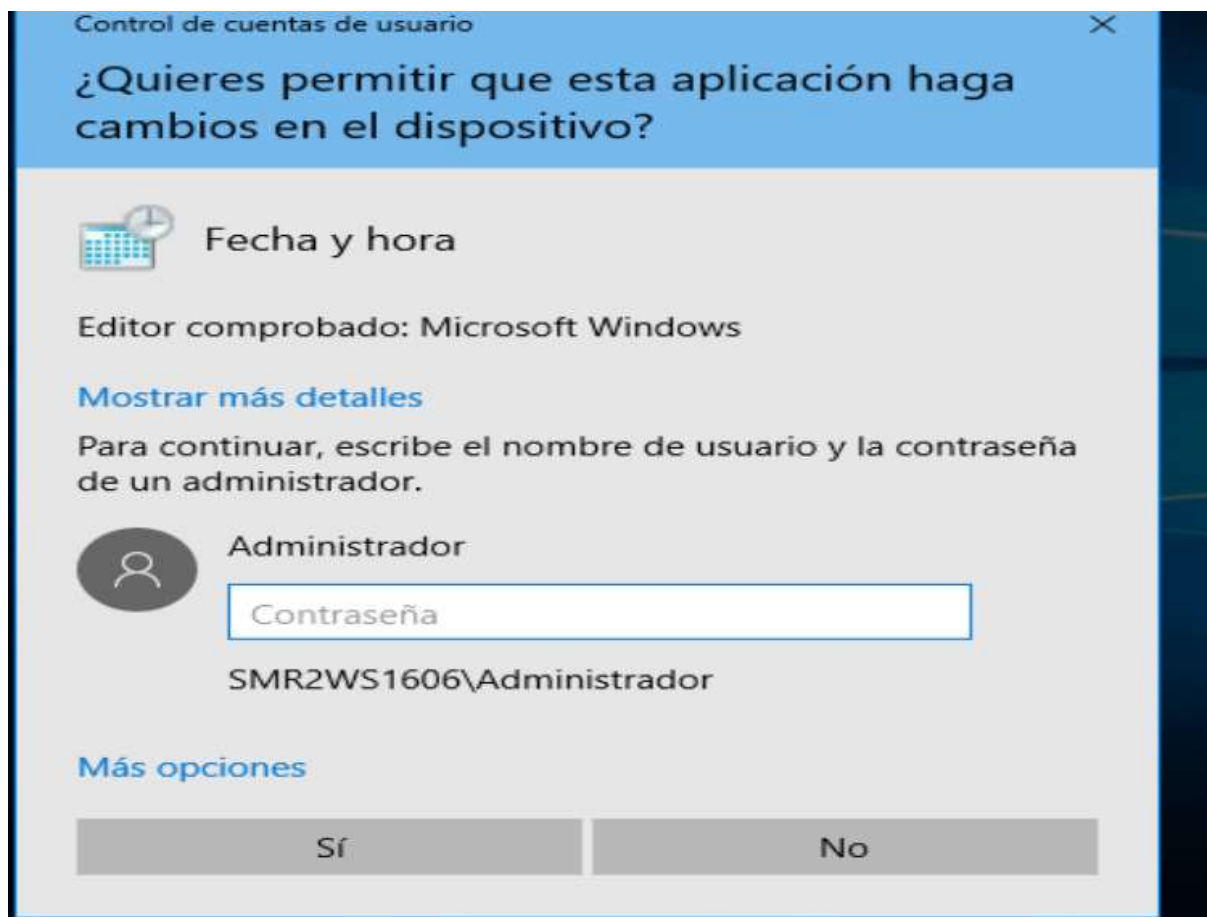 Control de cuentas de usuario
¿Quieres permitir que esta aplicación haga
cambios en el dispositivo?
Fecha y hora
Editor comprobado: Microsoft Windows
Mostrar más detalles
Para continuar, escribe el nombre de usuario y la contraseña
de un administrador.
Administrador
Contraseña
SMR2WS1606\Administrador
Más opciones
Sí
No